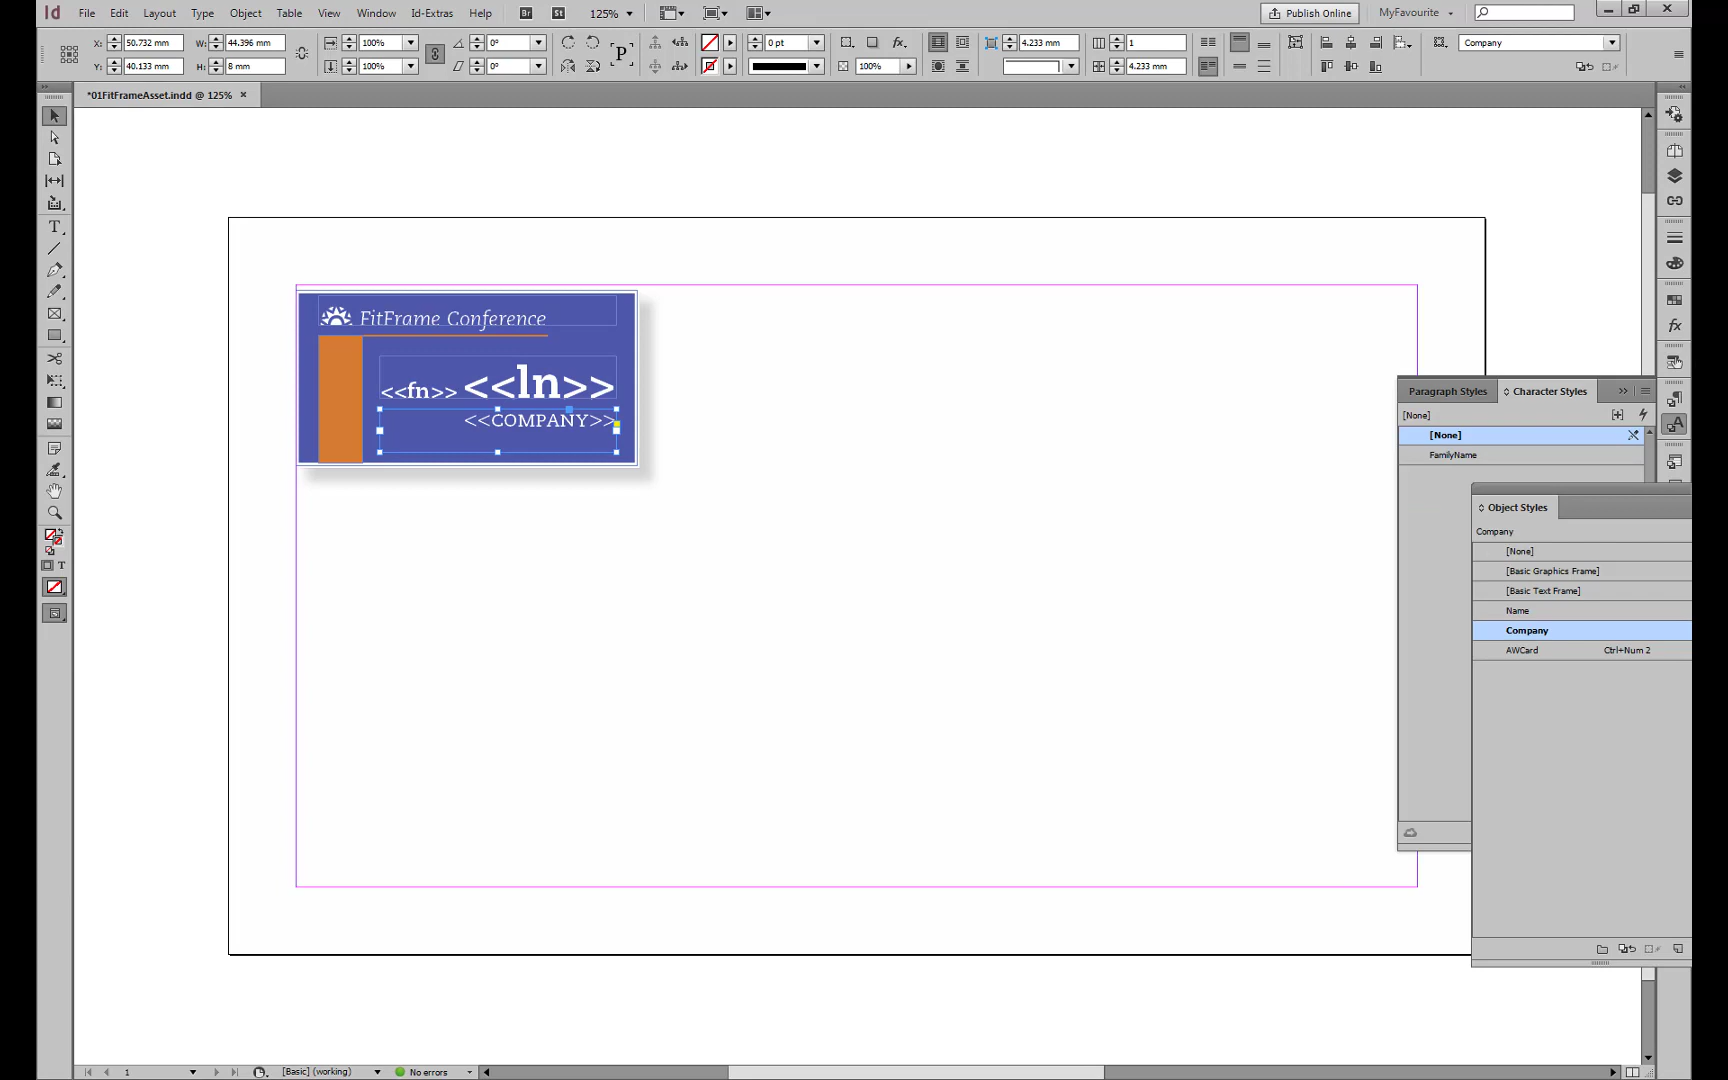 Id File Edit Layout Type Object Table View Window Id-Extras Help Br St 125% Publish Online MyFavourite
X: 50.732 mm W: 44.396 mm 100% 0° P 0 pt fx. 4.233 mm 1 Company
Y: 40.133 mm H: 8 mm 100% 0° 100% 4.233 mm
*01FitFrameAsset.indd @ 125% ×
FitFrame Conference
<<fn>> <<ln>>
<<COMPANY>>
Paragraph Styles Character Styles
[None]
[None]
FamilyName
Object Styles
Company
[None]
[Basic Graphics Frame]
[Basic Text Frame]
Name
Company
AWCard Ctrl+Num 2
T
T
fx
A
1 [Basic] (working) No errors